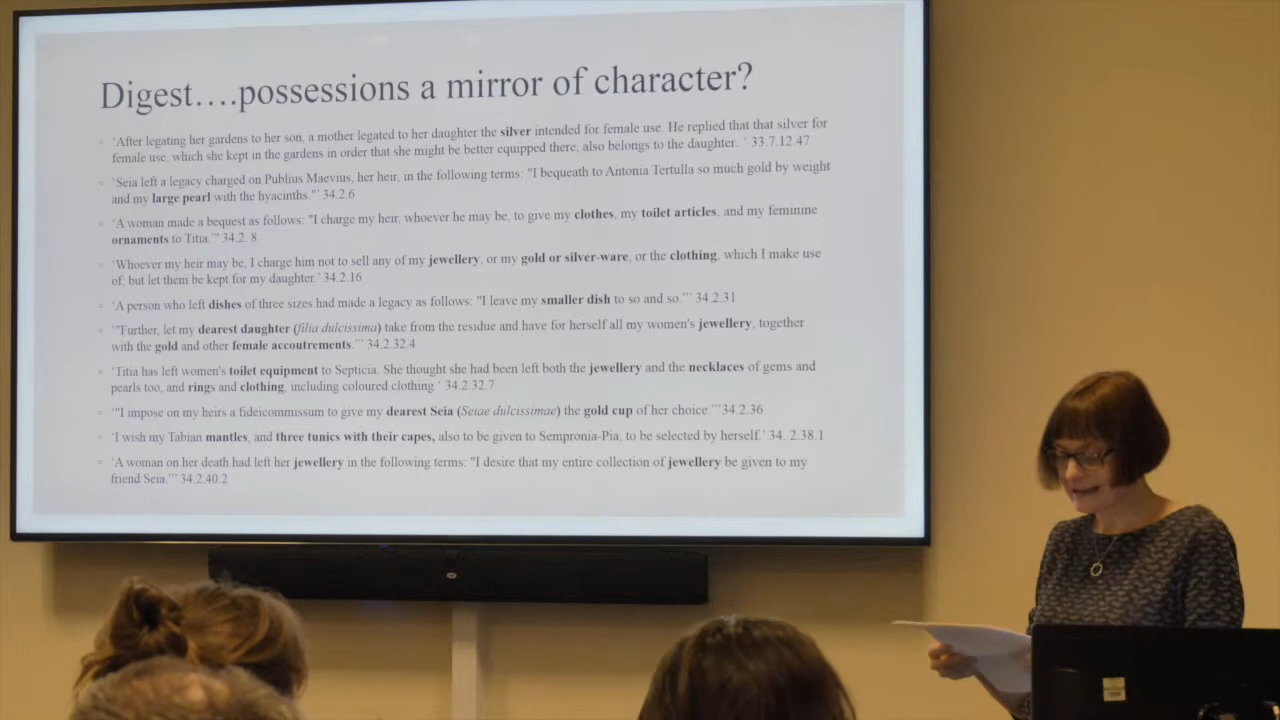 Digest….possessions a mirror of character?
'After legating her gardens to her son, a mother legated to her daughter the silver intended for female use. He replied that that silver for
female use, which she kept in the gardens in order that she might be better equipped there, also belongs to the daughter. ' 33.7.12.47
'Seia left a legacy charged on Publius Maevius, her heir, in the following terms: "I bequeath to Antonia Tertulla so much gold by weight
and my large pearl with the hyacinths."' 34.2.6
'A woman made a bequest as follows: "I charge my heir, whoever he may be, to give my clothes, my toilet articles, and my feminine
ornaments to Titia."' 34.2. 8
'Whoever my heir may be, I charge him not to sell any of my jewellery, or my gold or silver-ware, or the clothing, which I make use
of, but let them be kept for my daughter.' 34.2.16
'A person who left dishes of three sizes had made a legacy as follows: "I leave my smaller dish to so and so."' 34.2.31
'"Further, let my dearest daughter (filia dulcissima) take from the residue and have for herself all my women's jewellery, together
with the gold and other female accoutrements."' 34.2.32.4
'Titia has left women's toilet equipment to Septicia. She thought she had been left both the jewellery and the necklaces of gems and
pearls too, and rings and clothing, including coloured clothing ' 34.2.32.7
'"I impose on my heirs a fideicommissum to give my dearest Seia (Seiae dulcissimae) the gold cup of her choice."'34.2.36
'I wish my Tabian mantles, and three tunics with their capes, also to be given to Sempronia-Pia, to be selected by herself.' 34. 2.38.1
'A woman on her death had left her jewellery in the following terms: "I desire that my entire collection of jewellery be given to my
friend Seia."' 34.2.40.2